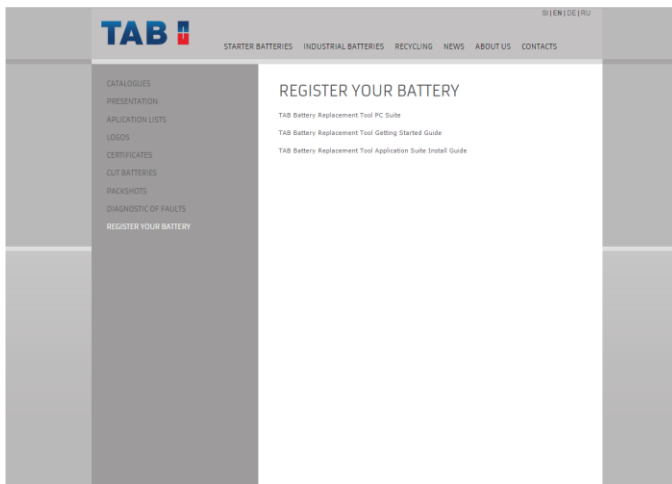 SI | EN | DE | RU
TAB
STARTER BATTERIES INDUSTRIAL BATTERIES RECYCLING NEWS ABOUT US CONTACTS
CATALOGUES
PRESENTATION
APLICATION LISTS
LOGOS
CERTIFICATES
CUT BATTERIES
PACKSHOTS
DIAGNOSTIC OF FAULTS
REGISTER YOUR BATTERY
REGISTER YOUR BATTERY
TAB Battery Replacement Tool PC Suite
TAB Battery Replacement Tool Getting Started Guide
TAB Battery Replacement Tool Application Suite Install Guide